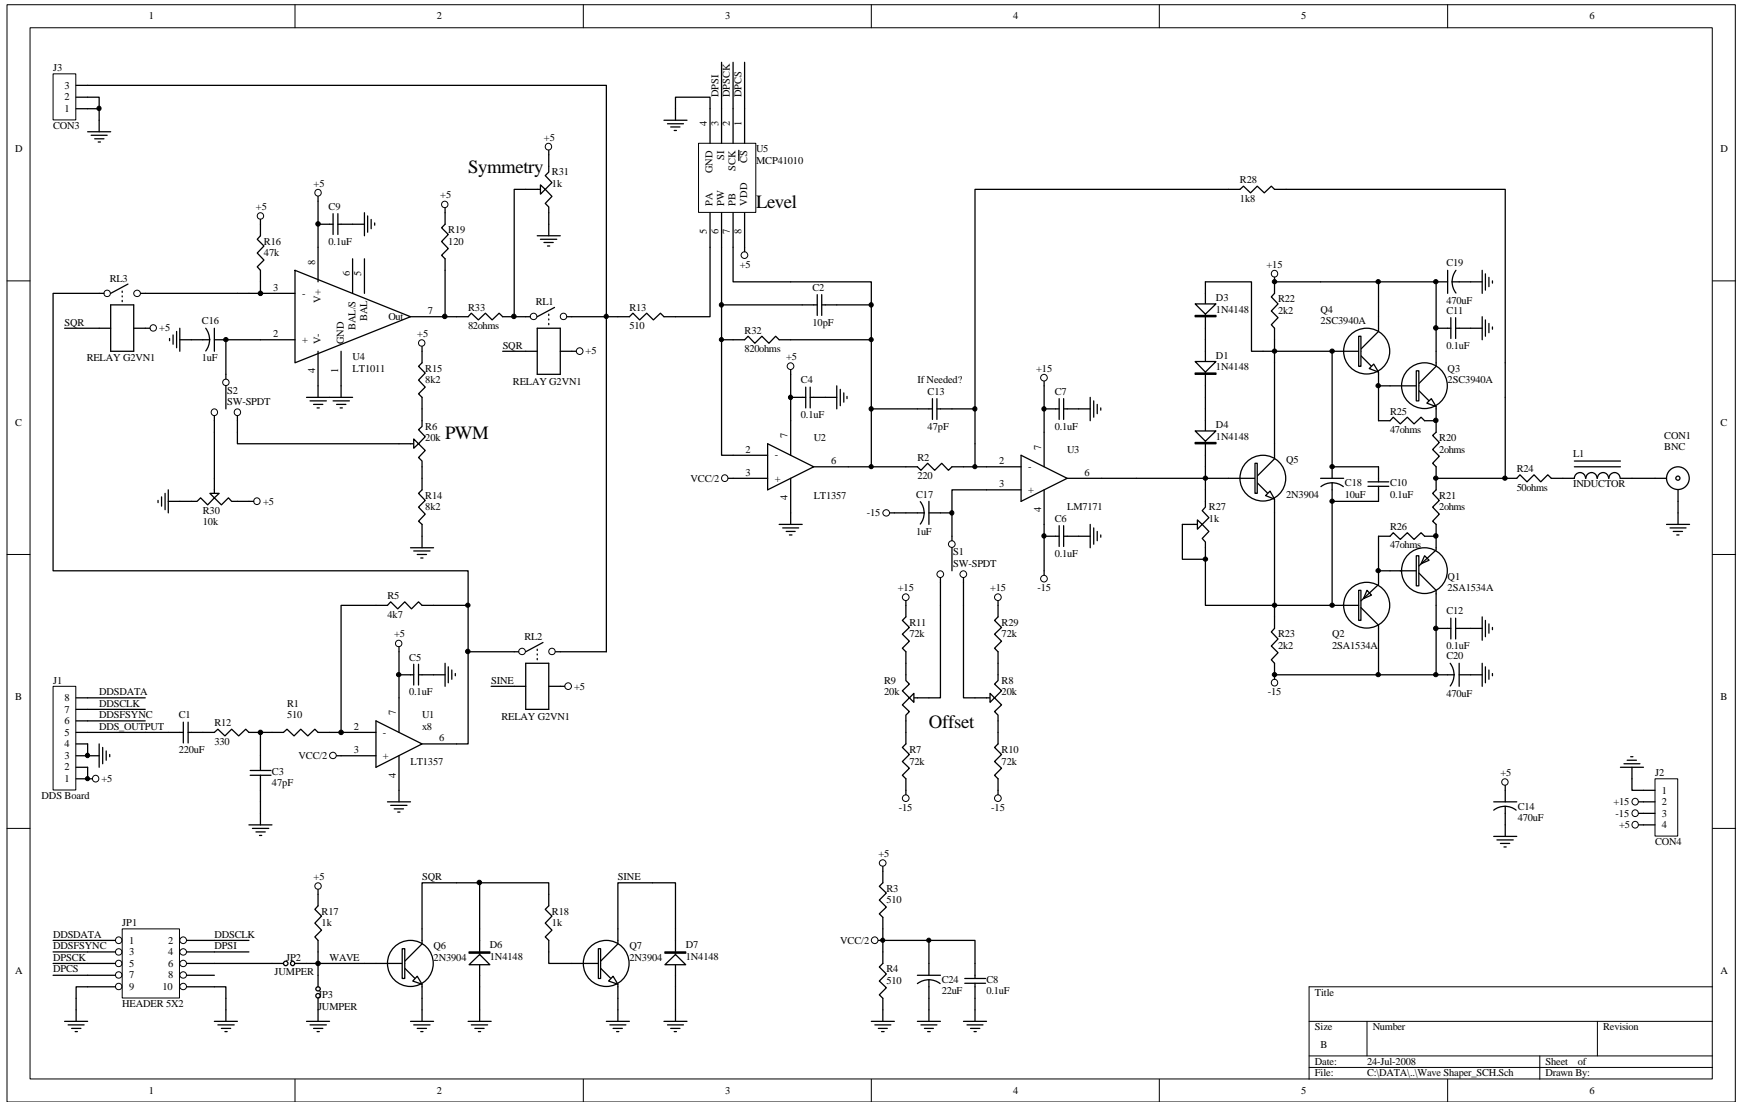 1 2 3 4 5 6
D
C
B
A
J3
3
2
1
CON3
Symmetry
+5
R31
1k
+5
R16
47k
+5
C9
0.1uF
+5
R19
120
RL3
SQR
+5
RELAY G2VN1
C16
1uF
3
2
8
6
5
4
1
7
-
+
V+
V-
BAL/S
BAL
GND
Out
U4
LT1011
R33
82ohms
RL1
SQR
+5
RELAY G2VN1
S2
SW-SPDT
+5
R15
8k2
R6
20k
PWM
R14
8k2
R30
10k
+5
DPSI
DPSCK
DPCS
4
3
2
1
GND
SI
SCK
CS
PA
PW
PB
VDD
U5
MCP41010
Level
5
6
7
8
+5
R13
510
C2
10pF
R32
820ohms
+5
C4
0.1uF
U2
7
2
3
4
6
-
+
VCC/2
LT1357
If Needed?
C13
47pF
R2
220
R28
1k8
+15
C7
0.1uF
U3
7
2
3
4
6
-
+
LM7171
C17
1uF
-15
C6
0.1uF
-15
S1
SW-SPDT
+15
R11
72k
R9
20k
R7
72k
-15
Offset
+15
R29
72k
R8
20k
R10
72k
-15
D3
1N4148
D1
1N4148
D4
1N4148
+15
R22
2k2
Q5
2N3904
R27
1k
R23
2k2
-15
C18
10uF
C10
0.1uF
Q4
2SC3940A
Q3
2SC3940A
C19
470uF
C11
0.1uF
R25
47ohms
R20
2ohms
R21
2ohms
R26
47ohms
Q1
2SA1534A
Q2
2SA1534A
C12
0.1uF
C20
470uF
R24
50ohms
L1
INDUCTOR
CON1
BNC
J1
8
7
6
5
4
3
2
1
DDSDATA
DDSCLK
DDSFSYNC
DDS_OUTPUT
+5
DDS Board
C1
220uF
R12
330
R1
510
C3
47pF
R5
4k7
+5
C5
0.1uF
U1
x8
7
2
3
4
6
-
+
VCC/2
LT1357
RL2
SINE
+5
RELAY G2VN1
+5
C14
470uF
J2
1
2
3
4
+15
-15
+5
CON4
JP1
DDSDATA
DDSFSYNC
DPSCK
DPCS
1 2
3 4
5 6
7 8
9 10
DDSCLK
DPSI
HEADER 5X2
JP2
JUMPER
+5
R17
1k
WAVE
JP3
JUMPER
SQR
Q6
2N3904
D6
1N4148
R18
1k
SINE
Q7
2N3904
D7
1N4148
+5
R3
510
VCC/2
R4
510
C24
22uF
C8
0.1uF
Title
Size
B
Number
Revision
Date: 24-Jul-2008
Sheet of
File: C:\DATA\..\Wave Shaper_SCH.Sch
Drawn By:
D
C
B
A
1 2 3 4 5 6